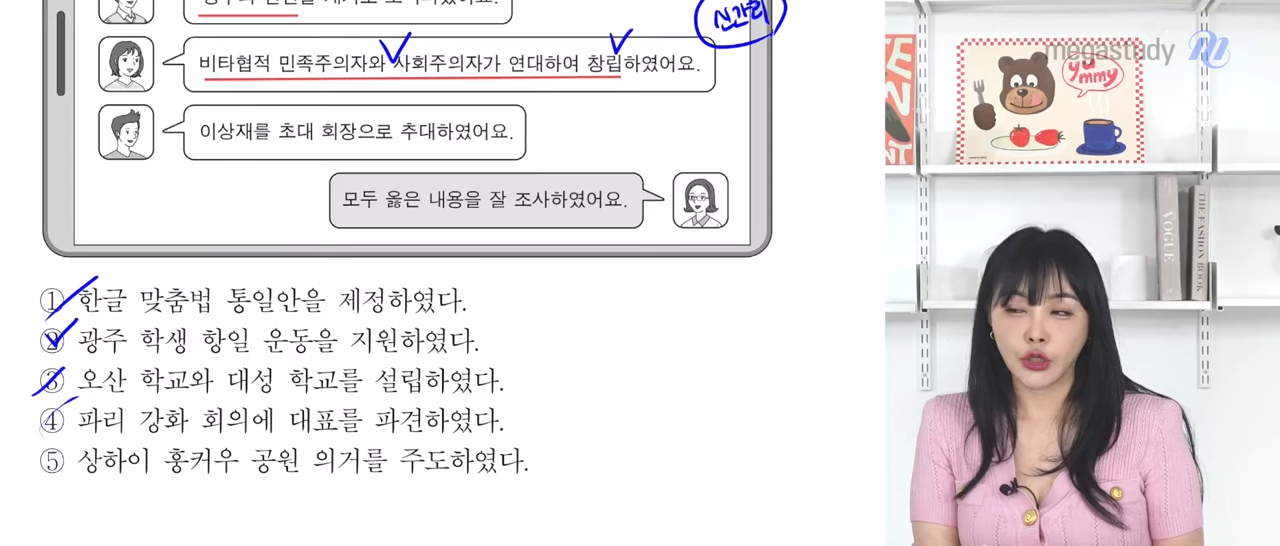 신간회
비타협적 민족주의자와 사회주의자가 연대하여 창립하였어요.
이상재를 초대 회장으로 추대하였어요.
모두 옳은 내용을 잘 조사하였어요.
① 한글 맞춤법 통일안을 제정하였다.
② 광주 학생 항일 운동을 지원하였다.
③ 오산 학교와 대성 학교를 설립하였다.
④ 파리 강화 회의에 대표를 파견하였다.
⑤ 상하이 훙커우 공원 의거를 주도하였다.
megastudy
yummy
VOGUE
THE FASHION BOOK